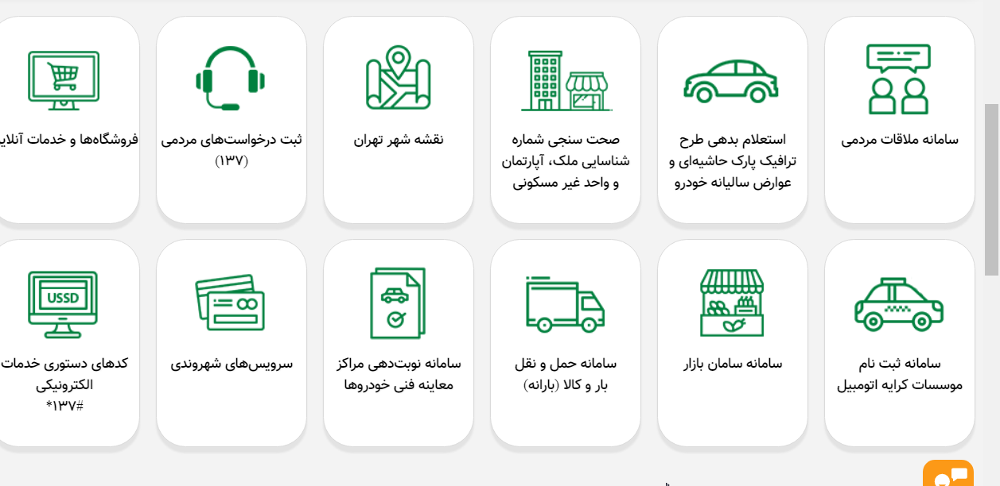 سامانه ملاقات مردمی
استعلام بدهی طرح
ترافیک پارک حاشیه‌ای و
عوارض سالیانه خودرو
صحت سنجی شماره
شناسایی ملک، آپارتمان
و واحد غیر مسکونی
نقشه شهر تهران
ثبت درخواست‌های مردمی
(۱۳۷)
فروشگاه‌ها و خدمات
سامانه ثبت نام
موسسات کرایه اتومبیل
سامانه سامان بازار
سامانه حمل و نقل
بار و کالا (بارانه)
سامانه نوبت‌دهی مراکز
معاینه فنی خودروها
سرویس‌های شهروندی
USSD
کدهای دستوری خدمات
الکترونیکی
*۱۳۷#